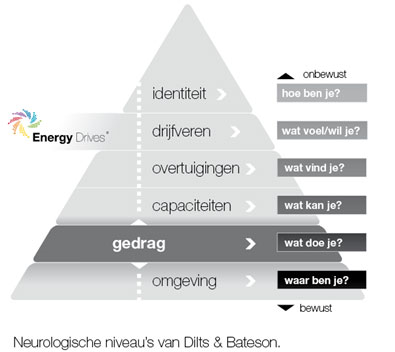 onbewust
identiteit hoe ben je?
Energy Drives® drijfveren wat voel/wil je?
overtuigingen wat vind je?
capaciteiten wat kan je?
gedrag wat doe je?
omgeving waar ben je?
bewust
Neurologische niveau's van Dilts & Bateson.